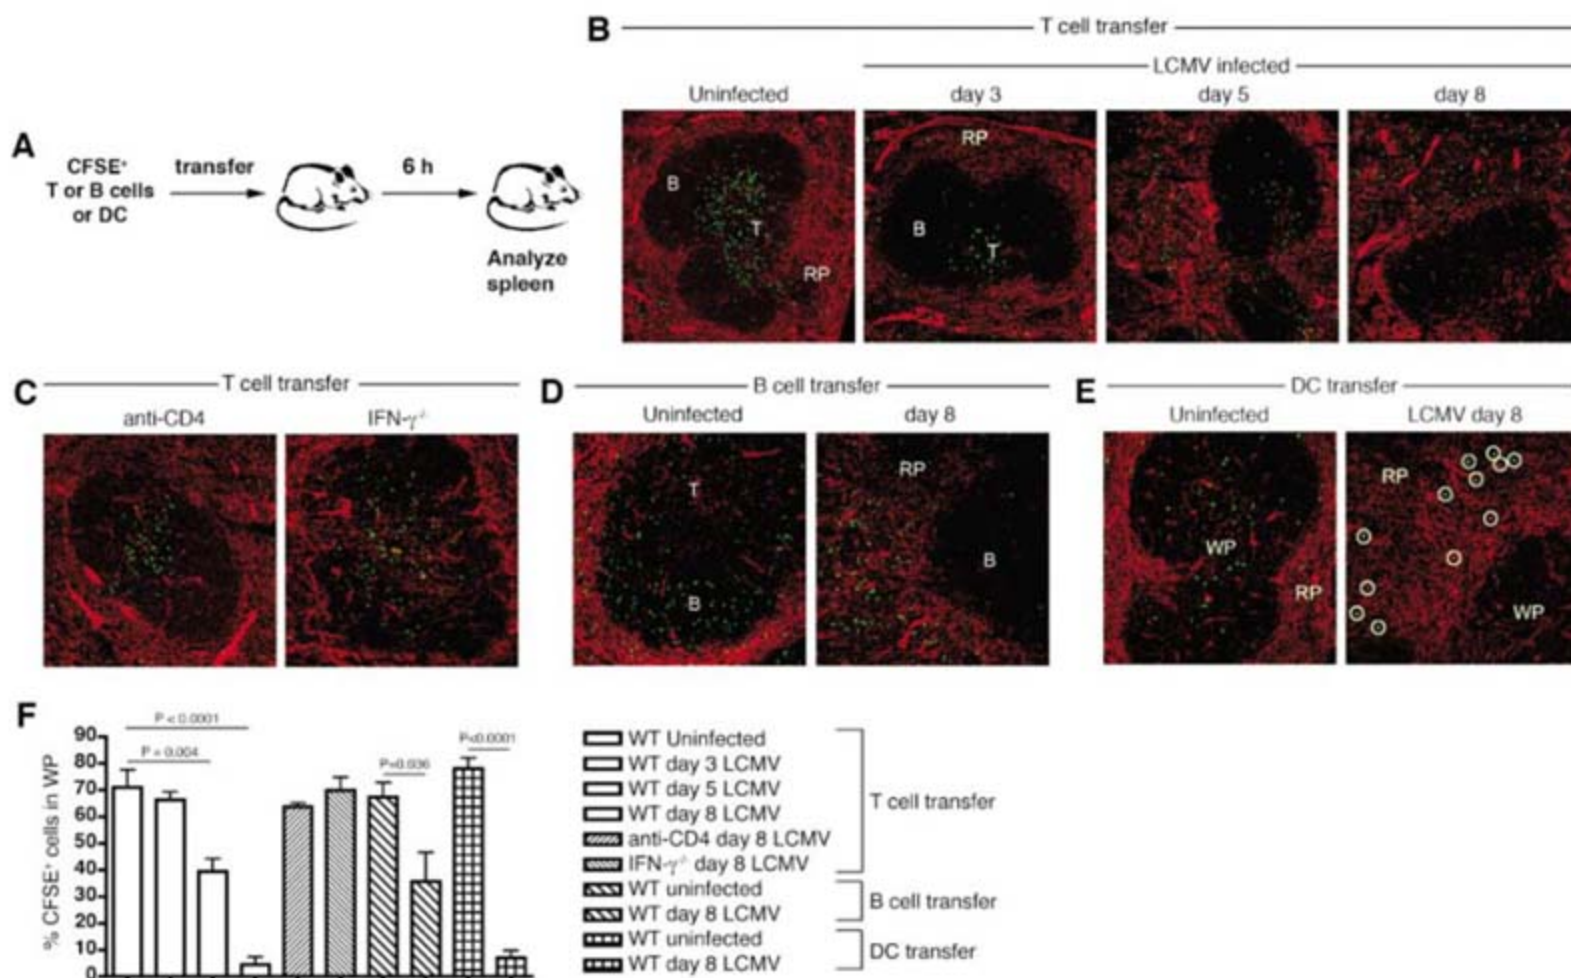 A
CFSE⁺
T or B cells
or DC
transfer
6 h
Analyze
spleen
B
T cell transfer
LCMV infected
Uninfected
day 3
day 5
day 8
B
T
RP
RP
B
T
C
T cell transfer
anti-CD4
IFN-γ⁻/⁻
D
B cell transfer
Uninfected
day 8
T
B
RP
B
E
DC transfer
Uninfected
LCMV day 8
WP
RP
RP
WP
F
% CFSE⁺ cells in WP
90
80
70
60
50
40
30
20
10
0
P < 0.0001
P = 0.004
P=0.036
P<0.0001
WT Uninfected
WT day 3 LCMV
WT day 5 LCMV
WT day 8 LCMV
anti-CD4 day 8 LCMV
IFN-γ⁻/⁻ day 8 LCMV
WT uninfected
WT day 8 LCMV
WT uninfected
WT day 8 LCMV
T cell transfer
B cell transfer
DC transfer